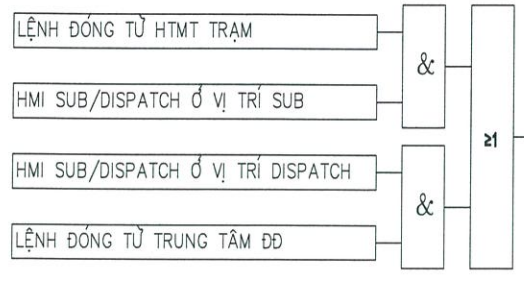 LỆNH ĐÓNG TỪ HTMT TRẠM
&
HMI SUB/DISPATCH Ở VỊ TRÍ SUB
≥1
HMI SUB/DISPATCH Ở VỊ TRÍ DISPATCH
&
LỆNH ĐÓNG TỪ TRUNG TÂM ĐĐ